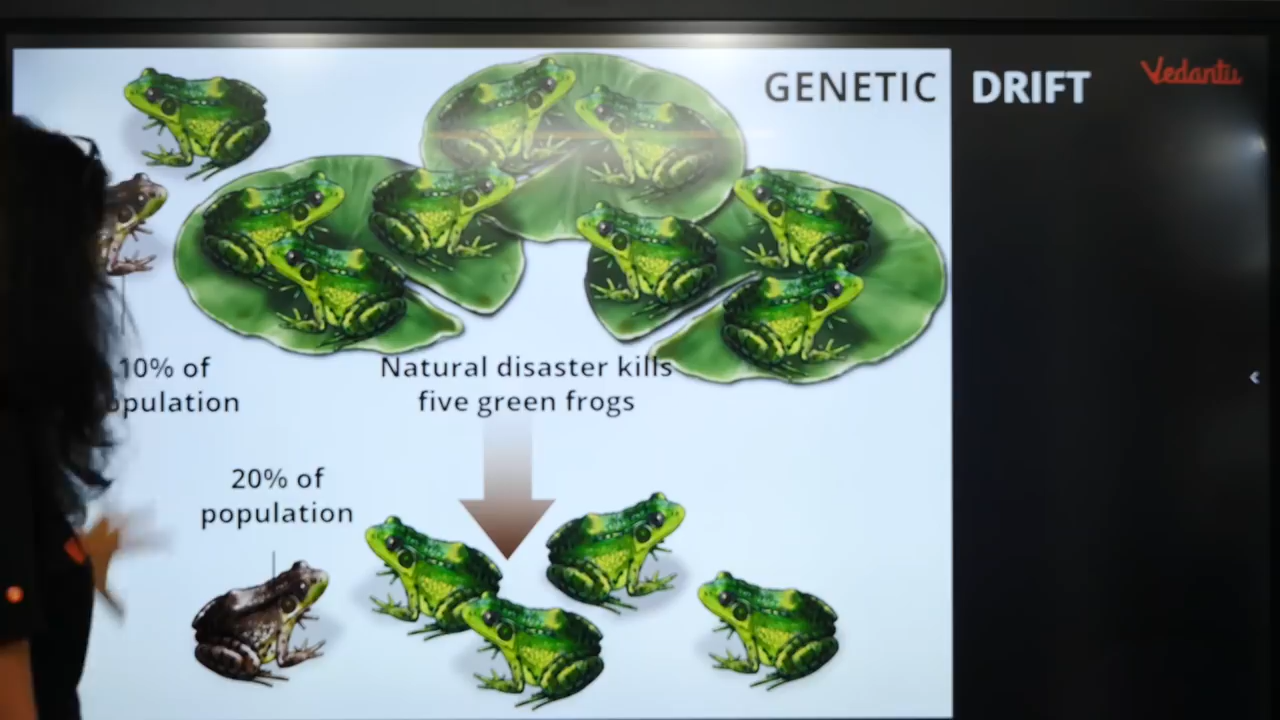 GENETIC DRIFT
Vedantu
10% of
opulation
Natural disaster kills
five green frogs
20% of
population